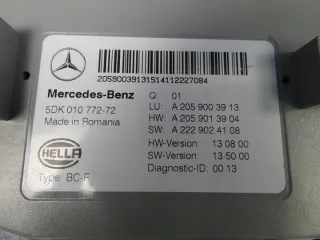 20590039131514112227084
Mercedes-Benz Q: 01
5DK 010 772-72 LU: A 205 900 39 13
Made in Romania HW: A 205 901 39 04
SW: A 222 902 41 08
HELLA HW-Version: 13 08 00
SW-Version: 13 50 00
Type: BC-F Diagnostic-ID: 00 13